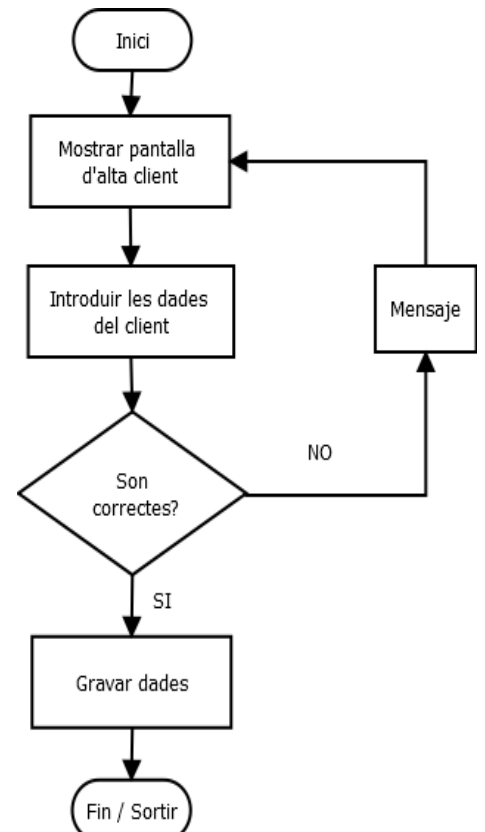 Inici
Mostrar pantalla
d'alta client
Introduir les dades
del client
Mensaje
Son
correctes?
NO
SI
Gravar dades
Fin / Sortir